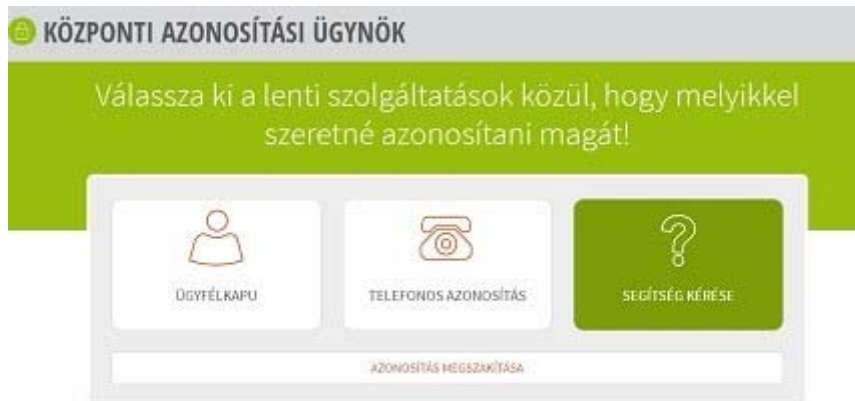 KÖZPONTI AZONOSÍTÁSI ÜGYNÖK
Válassza ki a lenti szolgáltatások közül, hogy melyikkel
szeretné azonosítani magát!
ÜGYFÉLKAPU
TELEFONOS AZONOSÍTÁS
SEGÍTSÉG KÉRÉSE
AZONOSÍTÁS MEGSZAKÍTÁSA